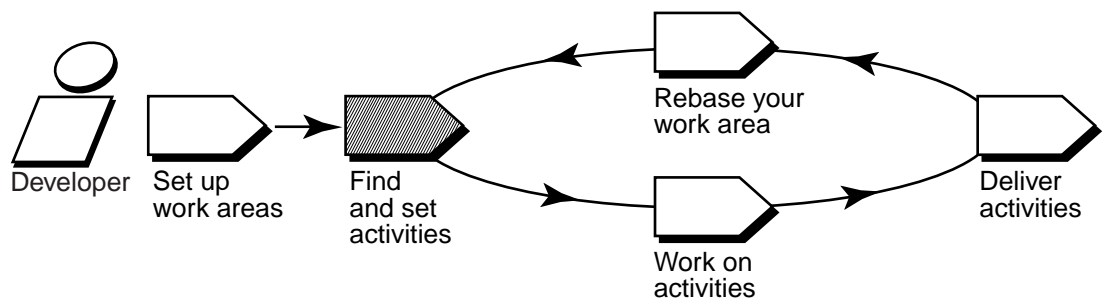 Developer
Set up
work areas
Find
and set
activities
Rebase your
work area
Work on
activities
Deliver
activities